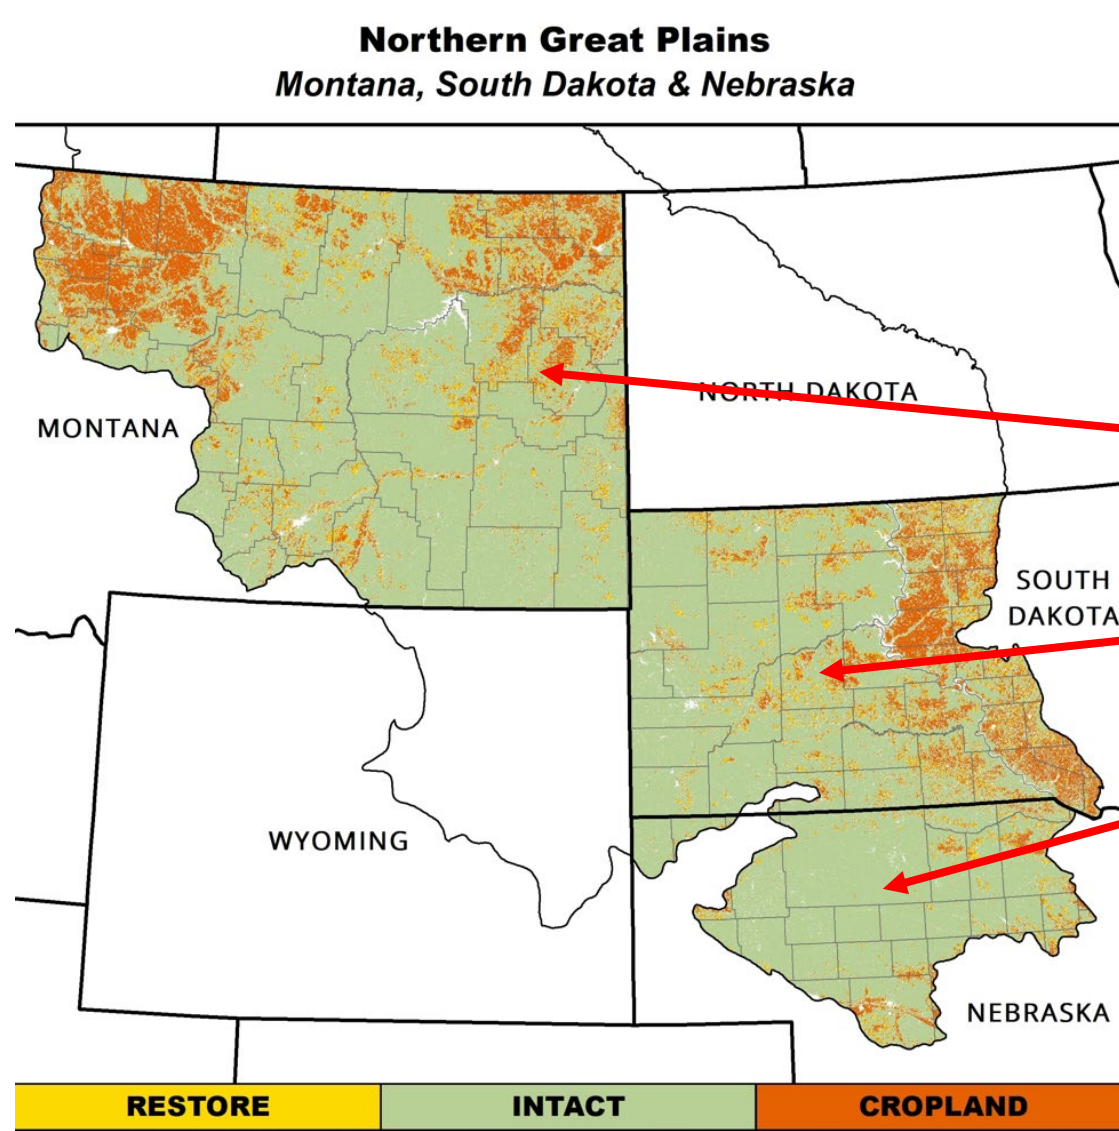 Northern Great Plains
Montana, South Dakota & Nebraska
MONTANA
NORTH DAKOTA
SOUTH
DAKOTA
WYOMING
NEBRASKA
RESTORE
INTACT
CROPLAND